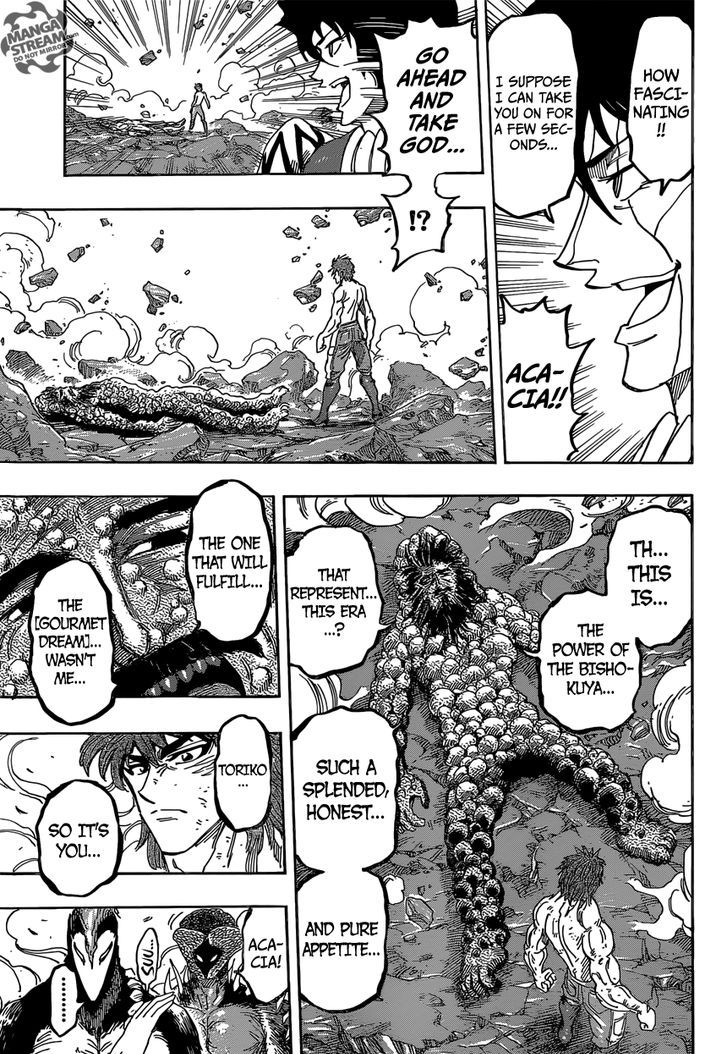 HOW
FASCI-
NATING
!!
I SUPPOSE
I CAN TAKE
YOU ON FOR
A FEW SEC-
ONDS...
ACA-
CIA!!
GO
AHEAD
AND
TAKE
GOD...
MANGA
STREAM
DO NOT MIRROR!
!?
TH...
THIS
IS...
THE
POWER OF
THE BISHO-
KUYA...
THAT
REPRESENT...
THIS ERA
...?
SUCH A
SPLENDED,
HONEST...
AND PURE
APPETITE...
THE ONE
THAT WILL
FULFILL...
THE
[GOURMET
DREAM]...
WASN'T
ME...
TORIKO
...
SO IT'S
YOU...
ACA-
CIA!
SUU...
........